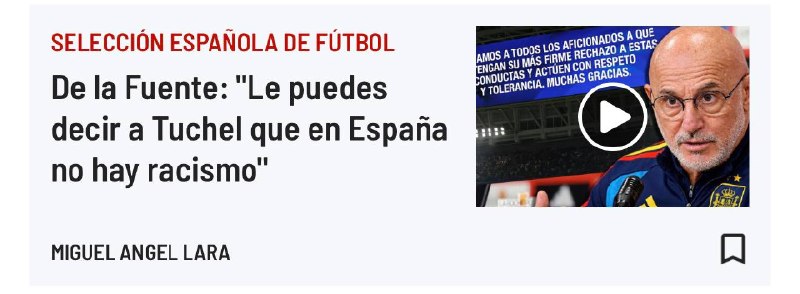 SELECCIÓN ESPAÑOLA DE FÚTBOL
De la Fuente: "Le puedes
decir a Tuchel que en España
no hay racismo"
AMOS A TODOS LOS AFICIONADOS A QUE
TENGAN SU MÁS FIRME RECHAZO A ESTAS
CONDUCTAS Y ACTÚEN CON RESPETO
Y TOLERANCIA. MUCHAS GRACIAS.
MIGUEL ANGEL LARA